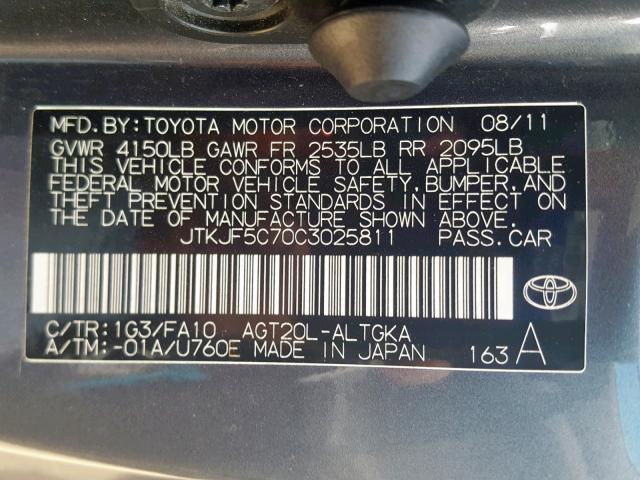 MFD.BY:TOYOTA MOTOR CORPORATION 08/11
GVWR 4150LB GAWR FR 2535LB RR 2095LB
THIS VEHICLE CONFORMS TO ALL APPLICABLE
FEDERAL MOTOR VEHICLE SAFETY, BUMPER, AND
THEFT PREVENTION STANDARDS IN EFFECT ON
THE DATE OF MANUFACTURE SHOWN ABOVE.
JTKJF5C70C3025811 PASS.CAR
C/TR:1G3/FA10 AGT20L-ALTGKA
A/TM:-01A/U760E MADE IN JAPAN 163 A